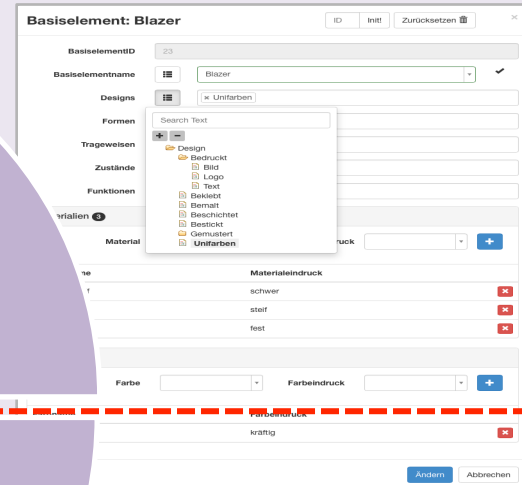 Basiselement: Blazer
ID Init! Zurücksetzen
BasiselementID 23
Basiselementname Blazer
Designs × Unifarben
Formen
Search Text
Trageweisen
+ −
Design
Zustände
Bedruckt
Bild
Logo
Funktionen
Text
Beklebt
Bemalt
Beschichtet
Bestickt
Gemustert
Unifarben
3
Material
+
Materialeindruck
schwer
steif
fest
Farbe Farbeindruck +
Farbeindruck
kräftig
Ändern Abbrechen